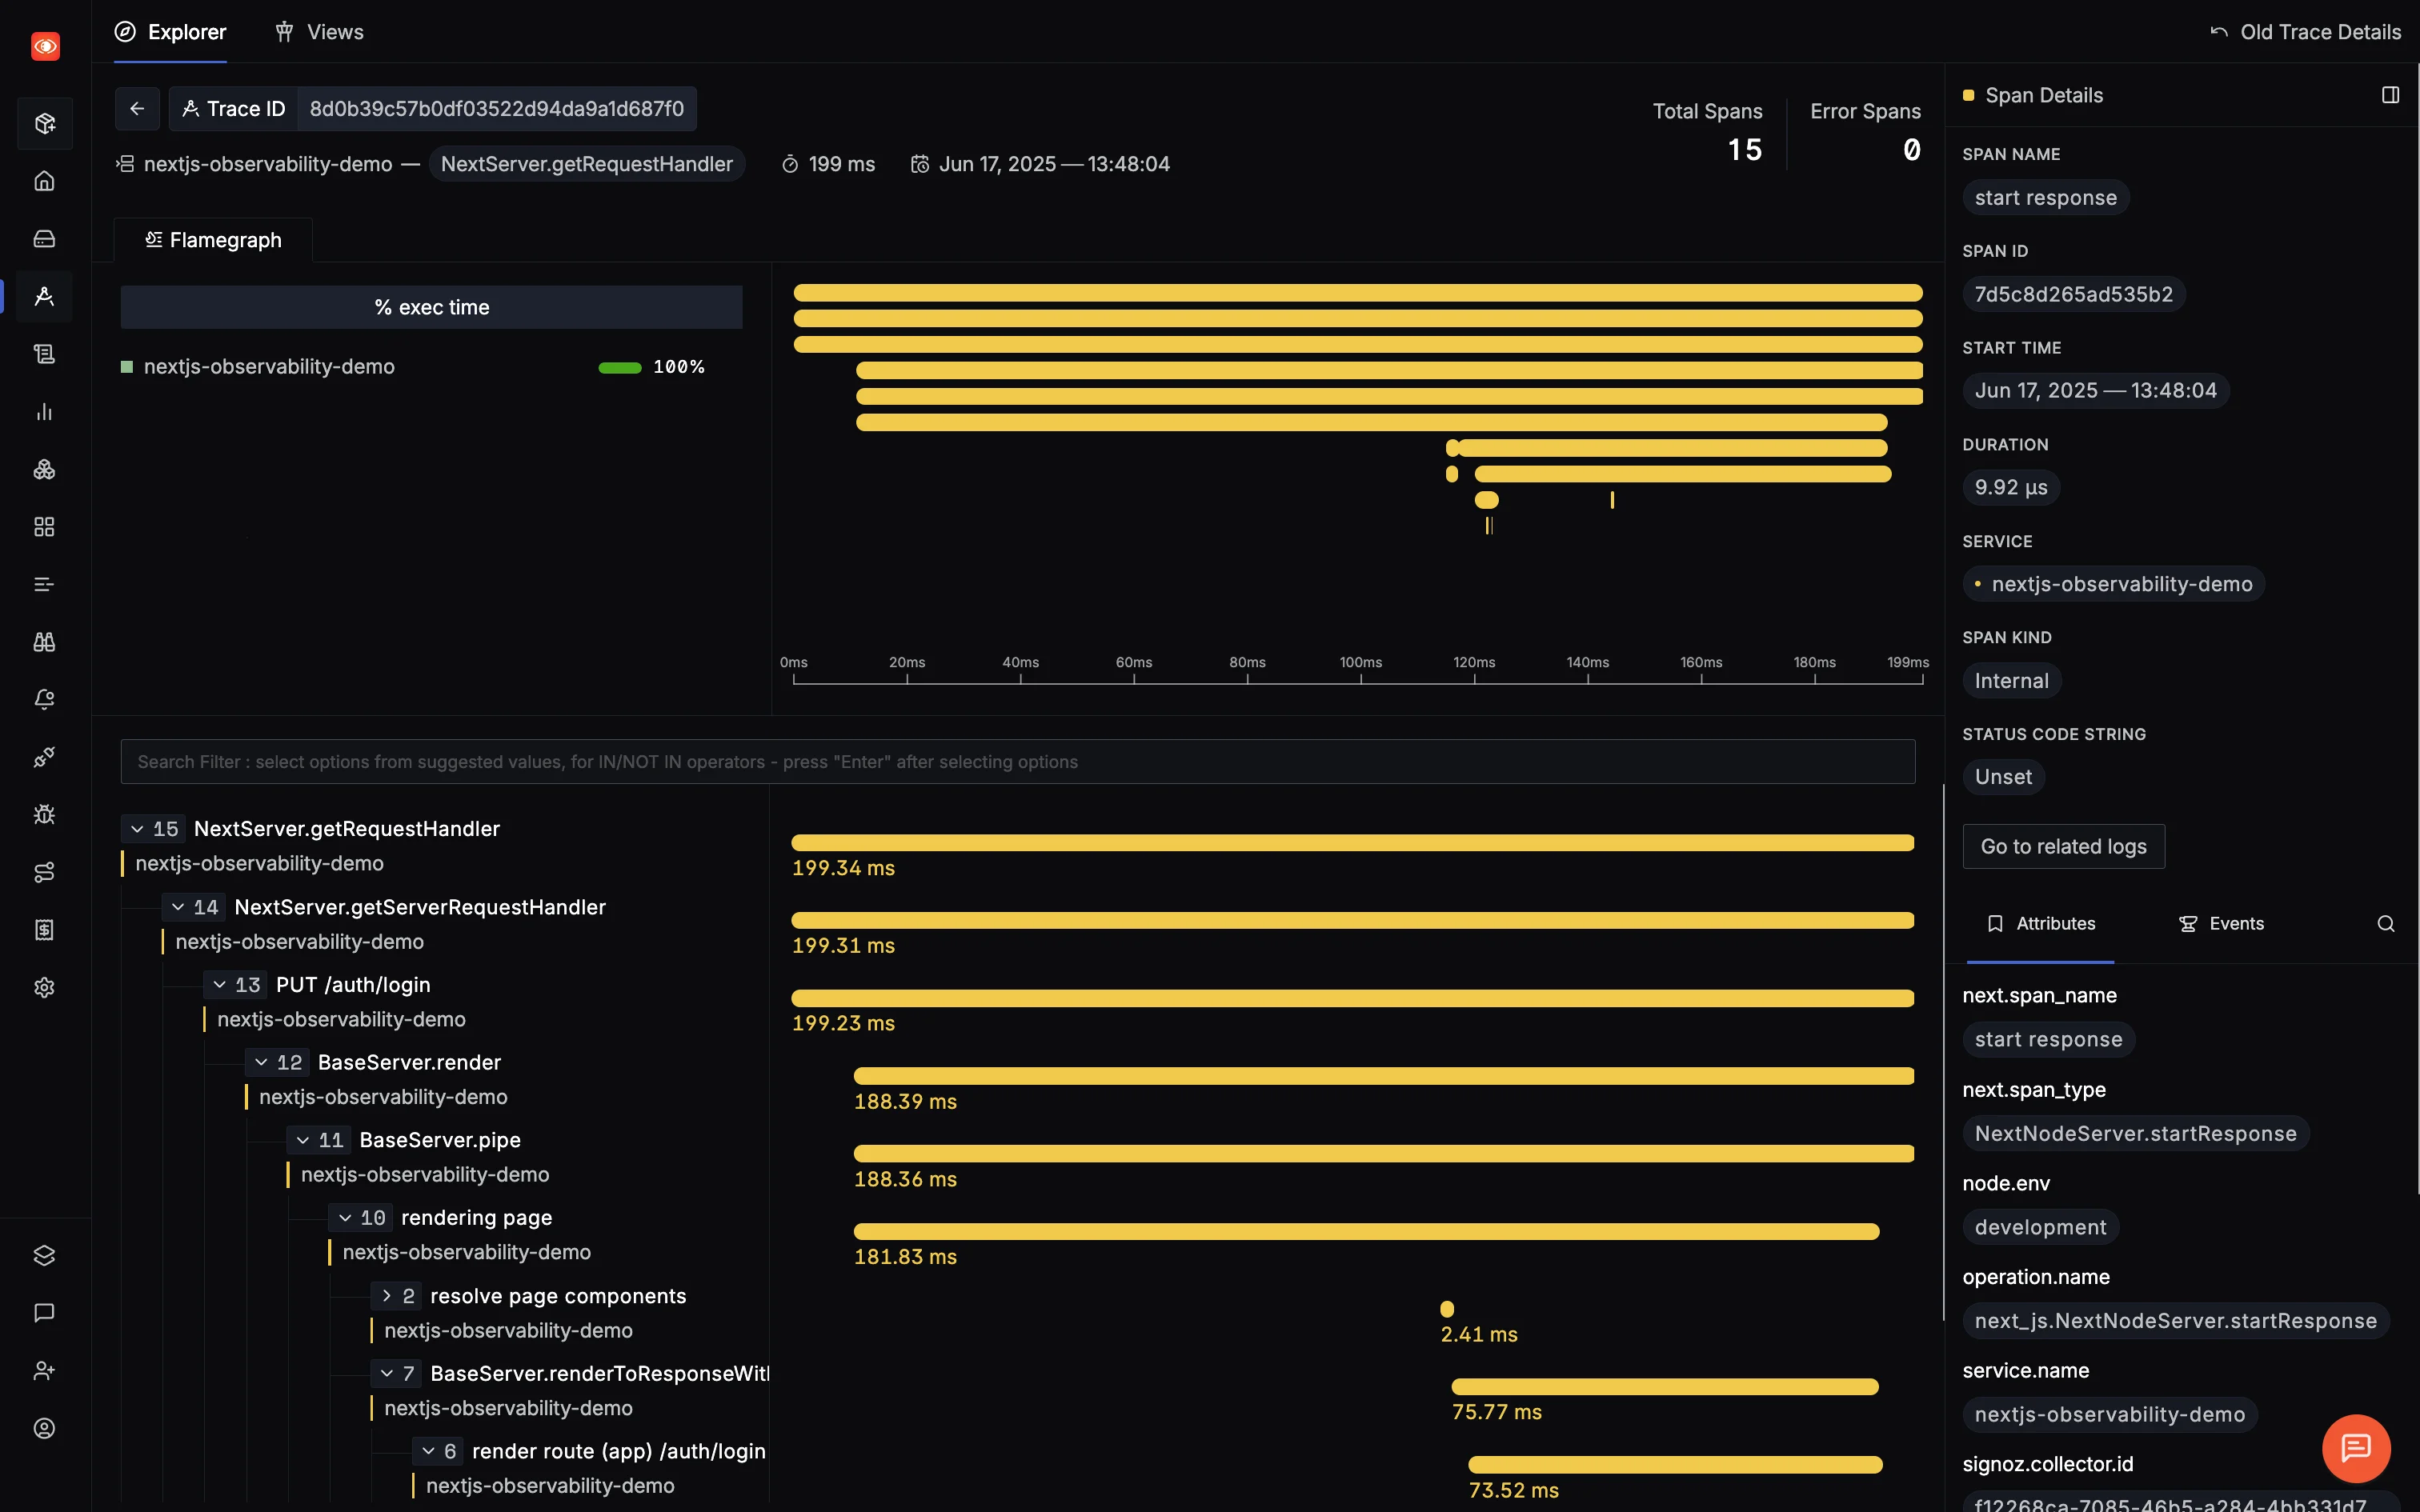 Explorer
Views
Old Trace Details
Trace ID 8d0b39c57b0df03522d94da9a1d687f0
nextjs-observability-demo — NextServer.getRequestHandler 199 ms Jun 17, 2025 — 13:48:04
Total Spans
15
Error Spans
0
Flamegraph
% exec time
nextjs-observability-demo 100%
0ms 20ms 40ms 60ms 80ms 100ms 120ms 140ms 160ms 180ms 199ms
Search Filter : select options from suggested values, for IN/NOT IN operators - press "Enter" after selecting options
15 NextServer.getRequestHandler
nextjs-observability-demo
199.34 ms
14 NextServer.getServerRequestHandler
nextjs-observability-demo
199.31 ms
13 PUT /auth/login
nextjs-observability-demo
199.23 ms
12 BaseServer.render
nextjs-observability-demo
188.39 ms
11 BaseServer.pipe
nextjs-observability-demo
188.36 ms
10 rendering page
nextjs-observability-demo
181.83 ms
2 resolve page components
nextjs-observability-demo
2.41 ms
7 BaseServer.renderToResponseWit
nextjs-observability-demo
75.77 ms
6 render route (app) /auth/login
nextjs-observability-demo
73.52 ms
Span Details
SPAN NAME
start response
SPAN ID
7d5c8d265ad535b2
START TIME
Jun 17, 2025 — 13:48:04
DURATION
9.92 µs
SERVICE
nextjs-observability-demo
SPAN KIND
Internal
STATUS CODE STRING
Unset
Go to related logs
Attributes
Events
next.span_name
start response
next.span_type
NextNodeServer.startResponse
node.env
development
operation.name
next_js.NextNodeServer.startResponse
service.name
nextjs-observability-demo
signoz.collector.id
f12268ca-7085-46b5-a284-4bb331d7